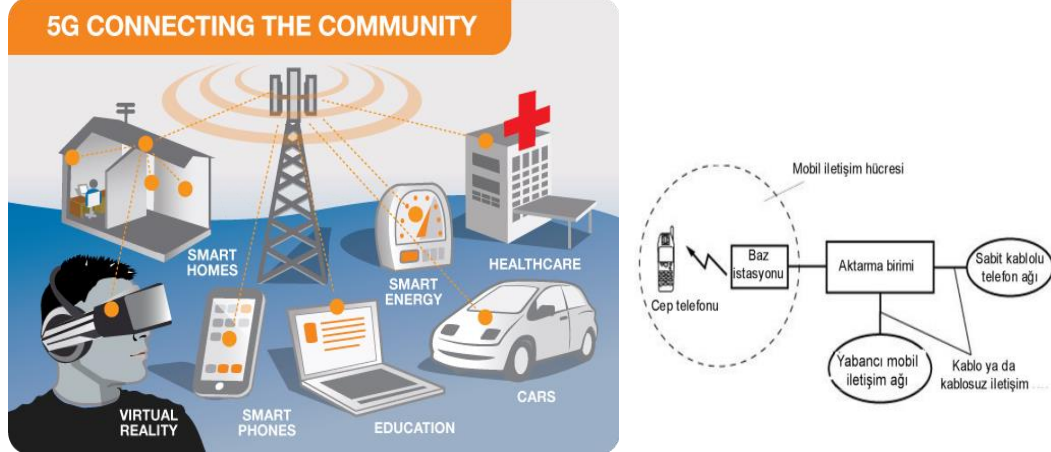 5G CONNECTING THE COMMUNITY
SMART
HOMES
SMART
ENERGY
HEALTHCARE
VIRTUAL
REALITY
SMART
PHONES
EDUCATION
CARS
Mobil iletişim hücresi
Cep telefonu
Baz
istasyonu
Aktarma birimi
Sabit kablolu
telefon ağı
Yabancı mobil
iletişim ağı
Kablo ya da
kablosuz iletişim ....